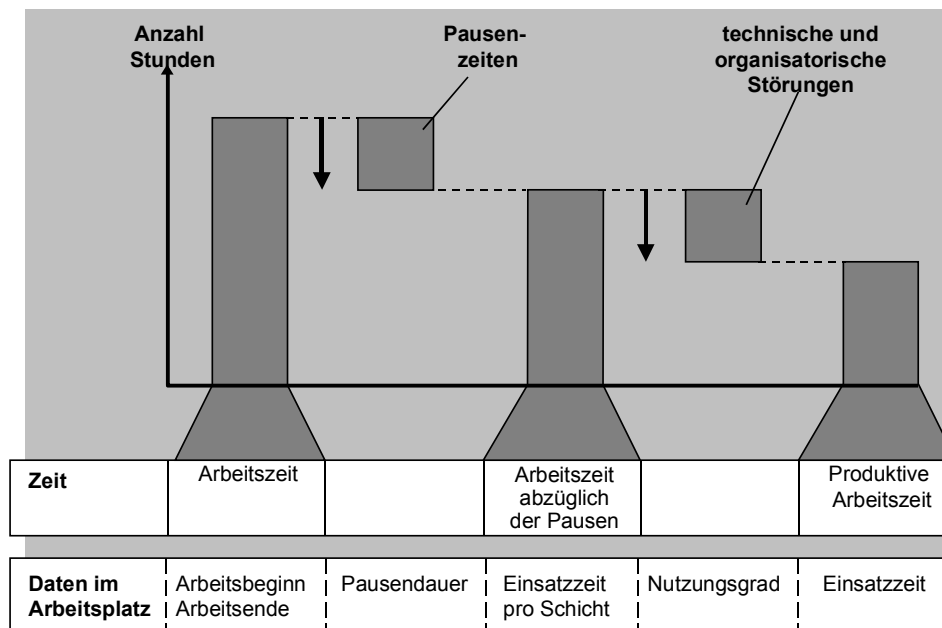 Anzahl
Stunden
Pausen-
zeiten
technische und
organisatorische
Störungen
Zeit
Arbeitszeit
Arbeitszeit
abzüglich
der Pausen
Produktive
Arbeitszeit
Daten im
Arbeitsplatz
Arbeitsbeginn
Arbeitsende
Pausendauer
Einsatzzeit
pro Schicht
Nutzungsgrad
Einsatzzeit